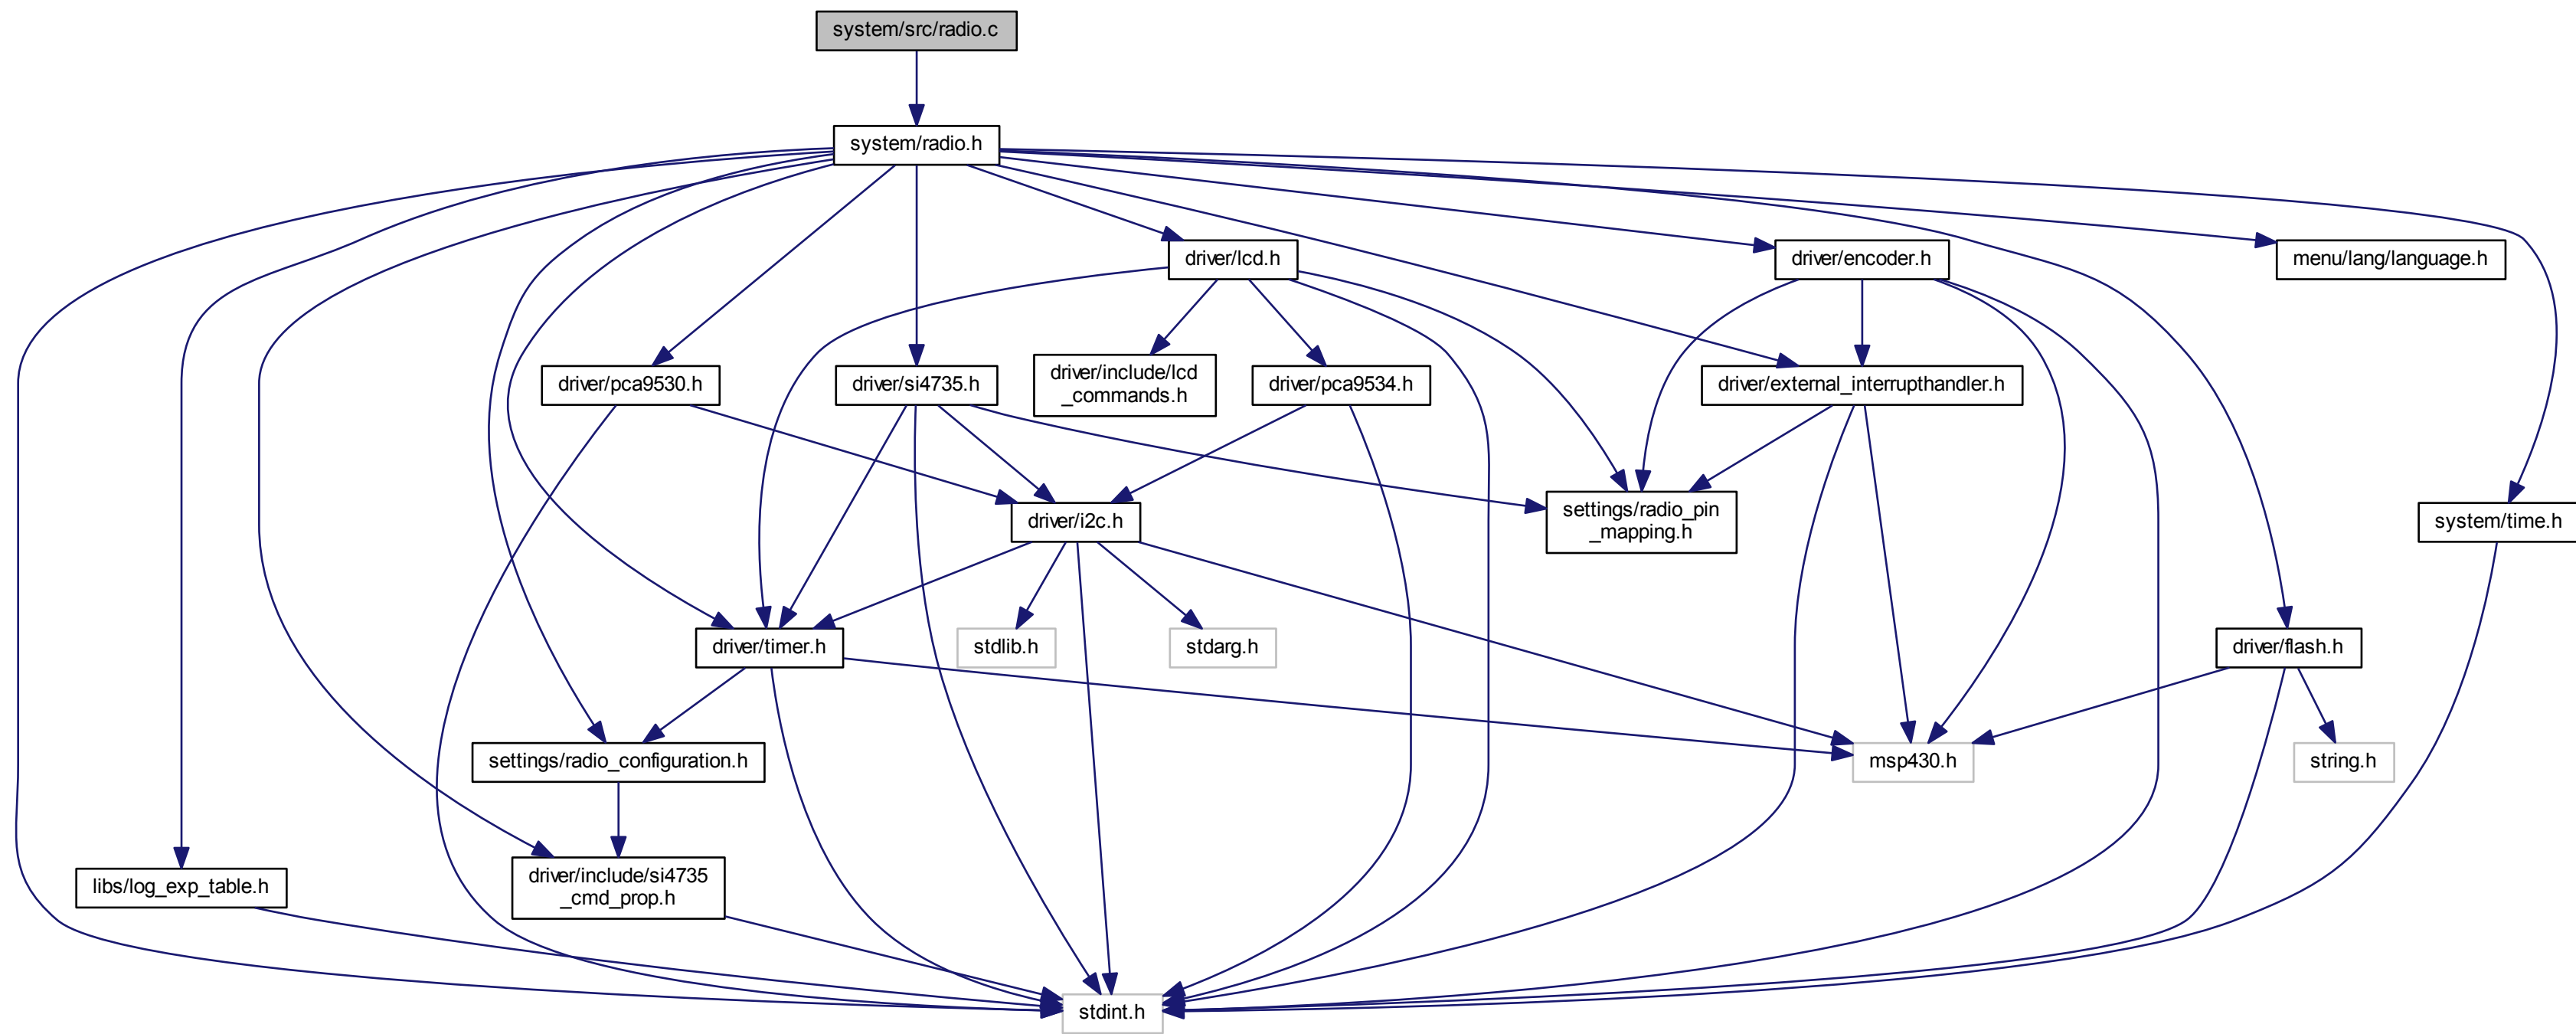 system/src/radio.c
system/radio.h
driver/lcd.h
driver/encoder.h
menu/lang/language.h
driver/pca9530.h
driver/si4735.h
driver/include/lcd
_commands.h
driver/pca9534.h
driver/external_interrupthandler.h
driver/i2c.h
settings/radio_pin
_mapping.h
system/time.h
driver/timer.h
stdlib.h
stdarg.h
driver/flash.h
settings/radio_configuration.h
msp430.h
string.h
libs/log_exp_table.h
driver/include/si4735
_cmd_prop.h
stdint.h